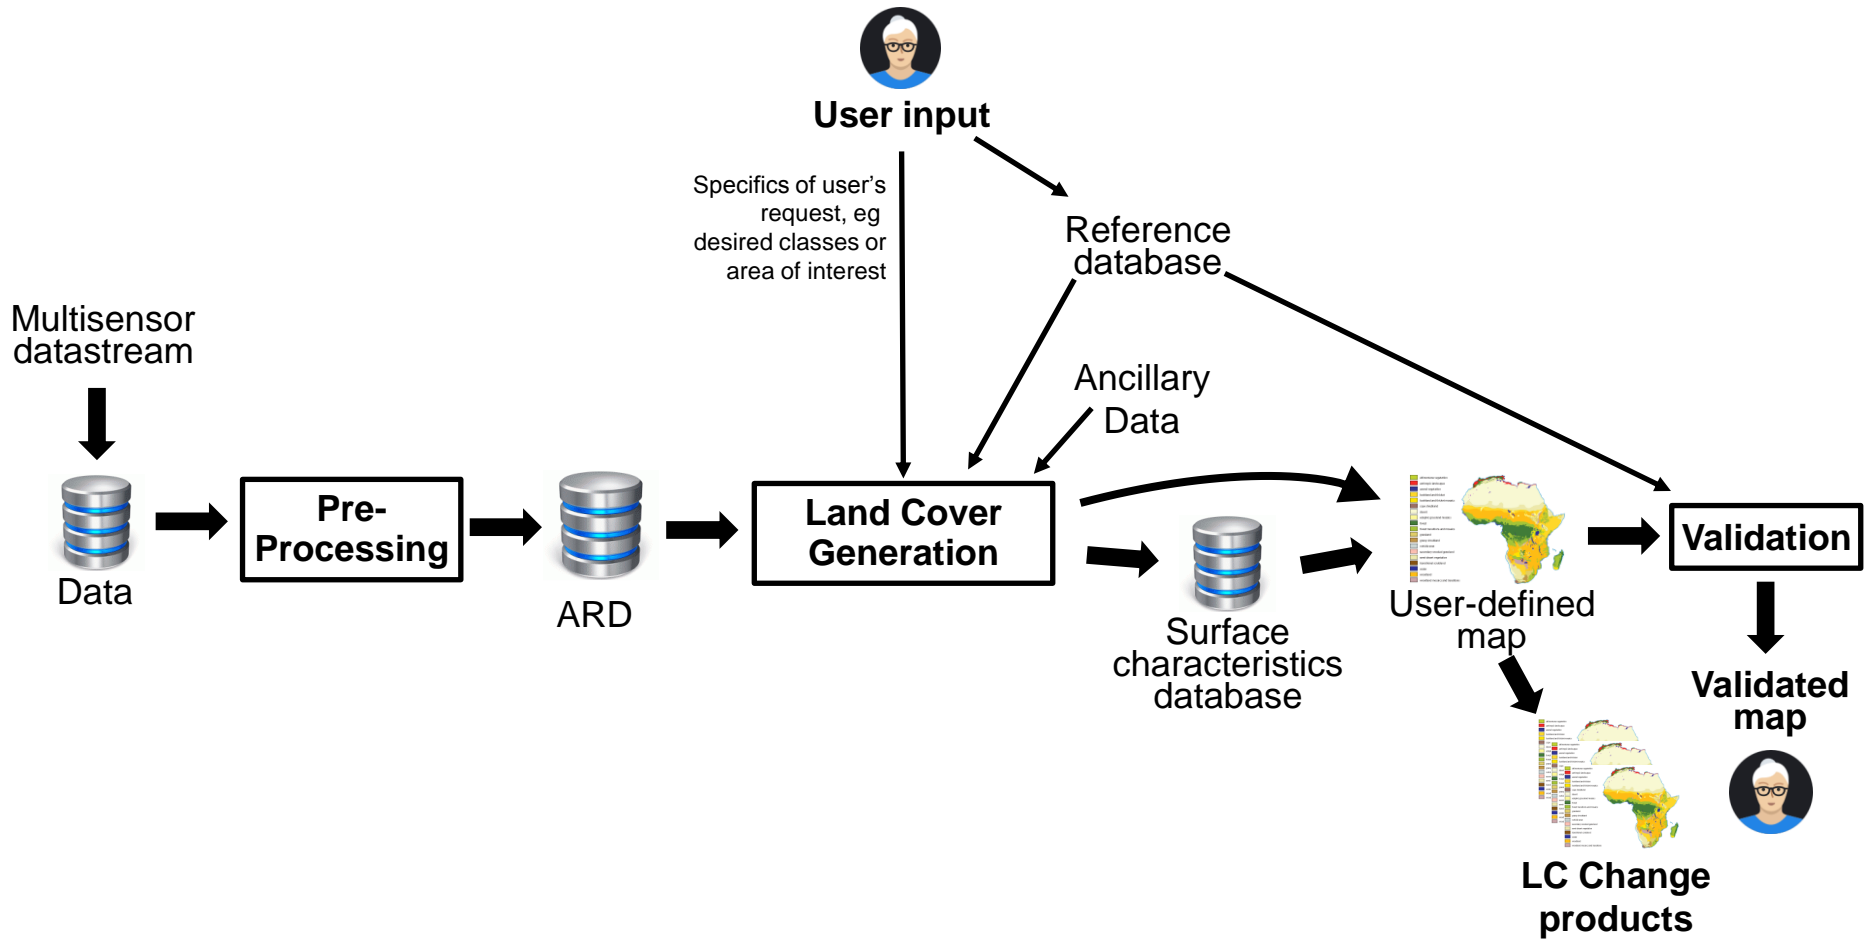 User input
Specifics of user's
request, eg
desired classes or
area of interest
Reference
database
Multisensor
datastream
Ancillary
Data
Pre-
Processing
Land Cover
Generation
Validation
Data
ARD
Surface
characteristics
database
User-defined
map
Validated
map
LC Change
products